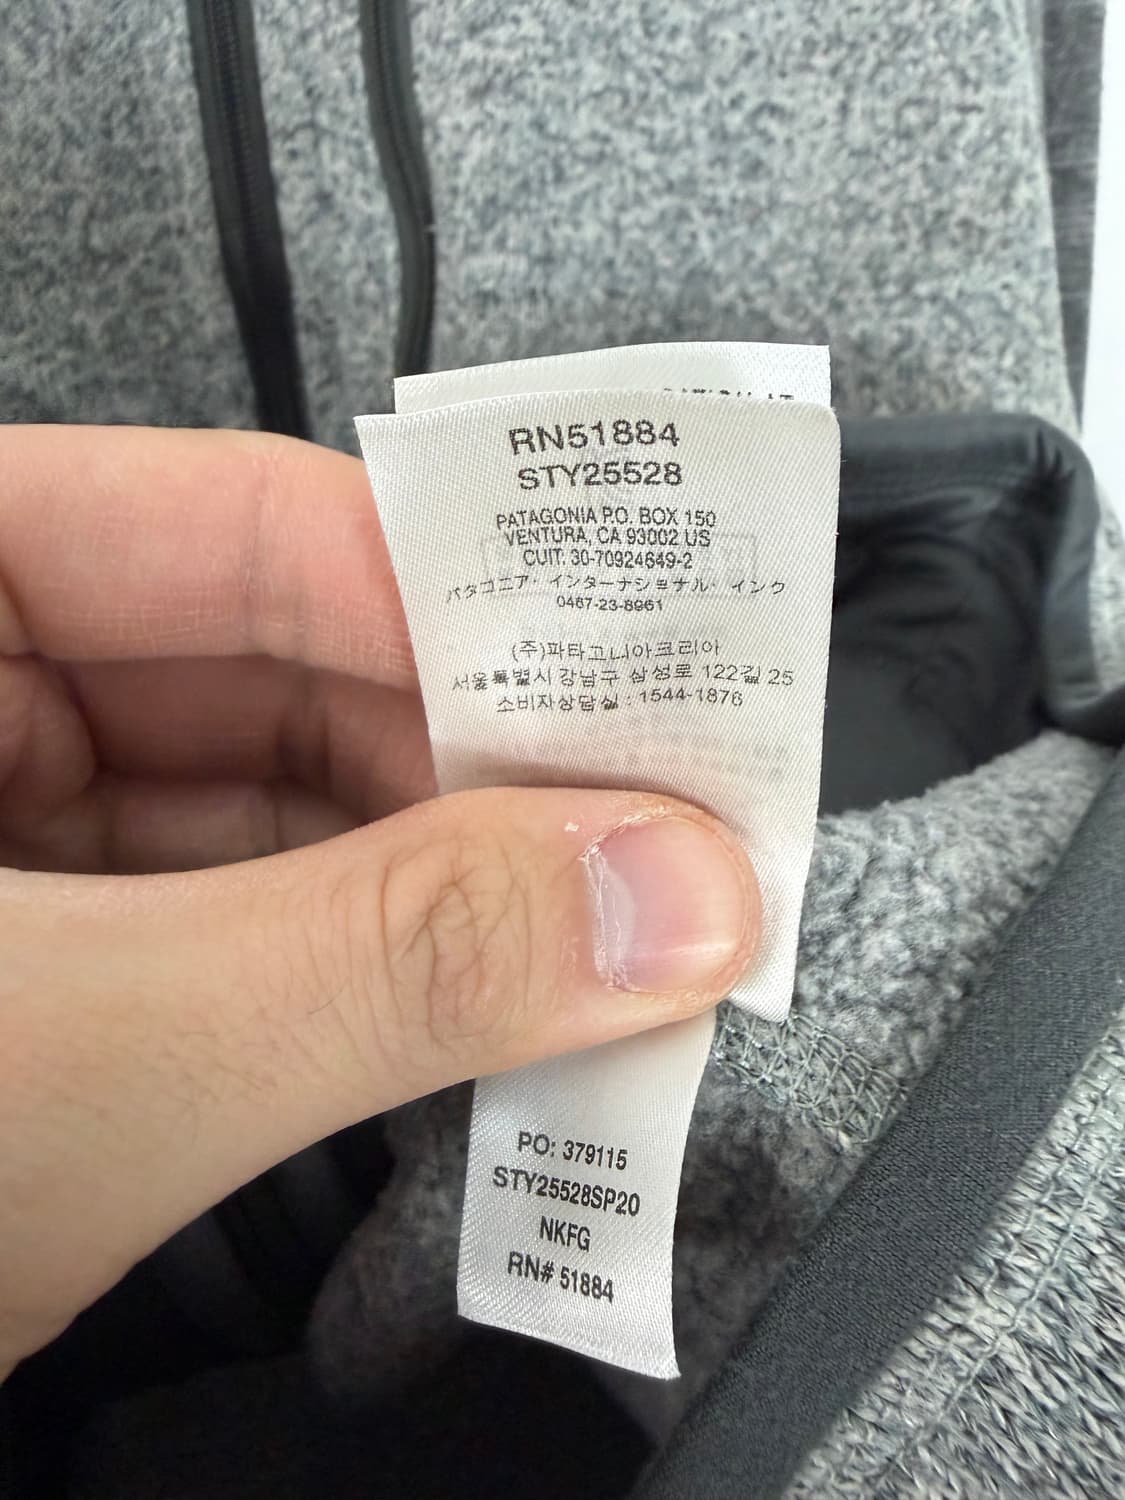 RN51884
STY25528
PATAGONIA P.O. BOX 150
VENTURA, CA 93002 US
CUIT: 30-70924649-2
パタゴニア・インターナショナル・インク
0467-23-8961
(주)파타고니아코리아
서울특별시 강남구 삼성로 122길 25
소비자상담실 : 1544-1876
PO: 379115
STY25528SP20
NKFG
RN# 51884